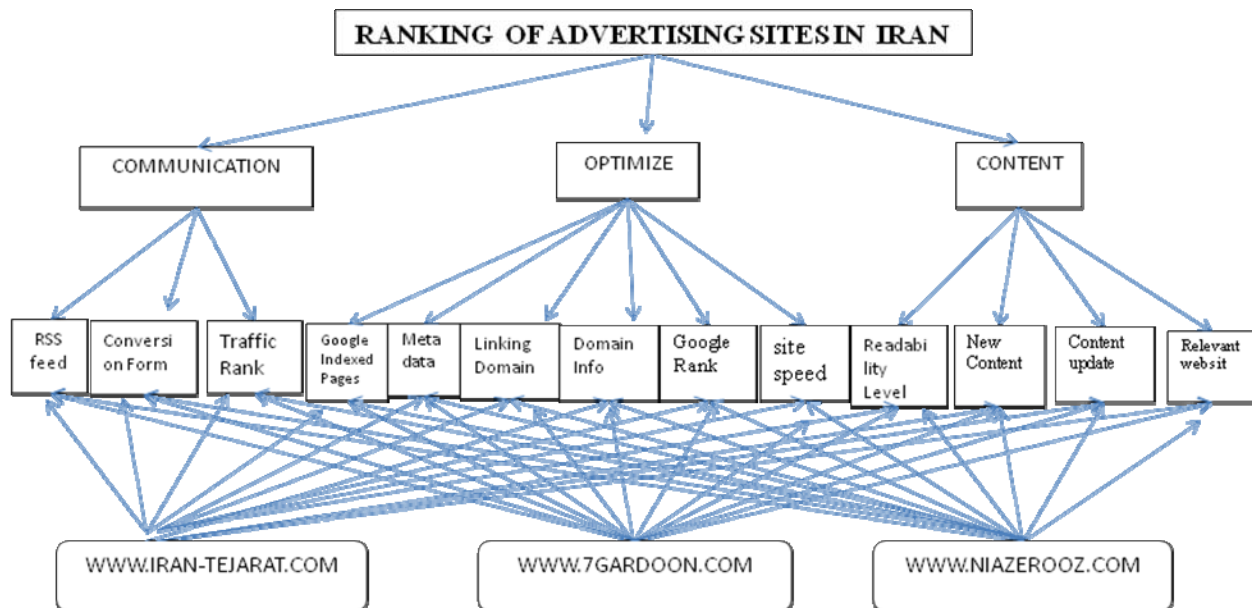 RANKING OF ADVERTISING SITES IN IRAN
COMMUNICATION
OPTIMIZE
CONTENT
RSS
feed
Conversi
on Form
Traffic
Rank
Google
Indexed
Pages
Meta
data
Linking
Domain
Domain
Info
Google
Rank
site
speed
Readabi
lity
Level
New
Content
Content
update
Relevant
websit
WWW.IRAN-TEJARAT.COM
WWW.7GARDOON.COM
WWW.NIAZEROOZ.COM